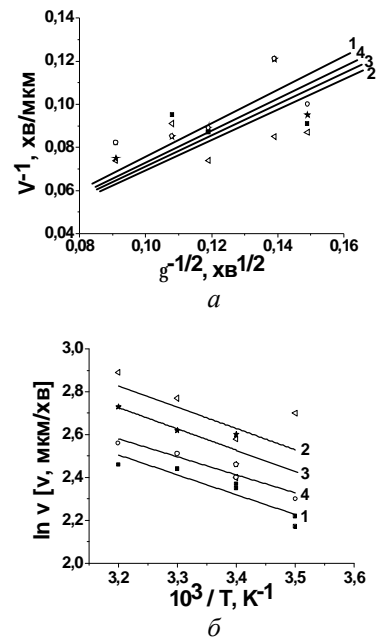 V-1, хв/мкм
0,14
0,12
0,10
0,08
0,06
0,04
1
4
3
2
0,08 0,10 0,12 0,14 0,16
g-1/2, хв1/2
а
ln v [v, мкм/хв]
3,0
2,8
2,6
2,4
2,2
2,0
2
3
4
1
3,2 3,3 3,4 3,5
10³ / T, K-1
б